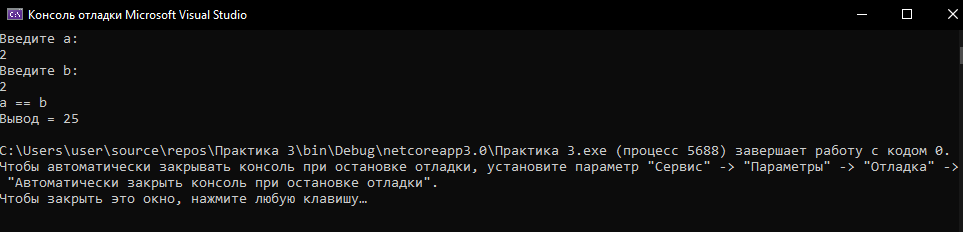 Консоль отладки Microsoft Visual Studio
Введите a:
2
Введите b:
2
a == b
Вывод = 25
C:\Users\user\source\repos\Практика 3\bin\Debug\netcoreapp3.0\Практика 3.exe (процесс 5688) завершает работу с кодом 0.
Чтобы автоматически закрывать консоль при остановке отладки, установите параметр "Сервис" -> "Параметры" -> "Отладка" ->
"Автоматически закрыть консоль при остановке отладки".
Чтобы закрыть это окно, нажмите любую клавишу…